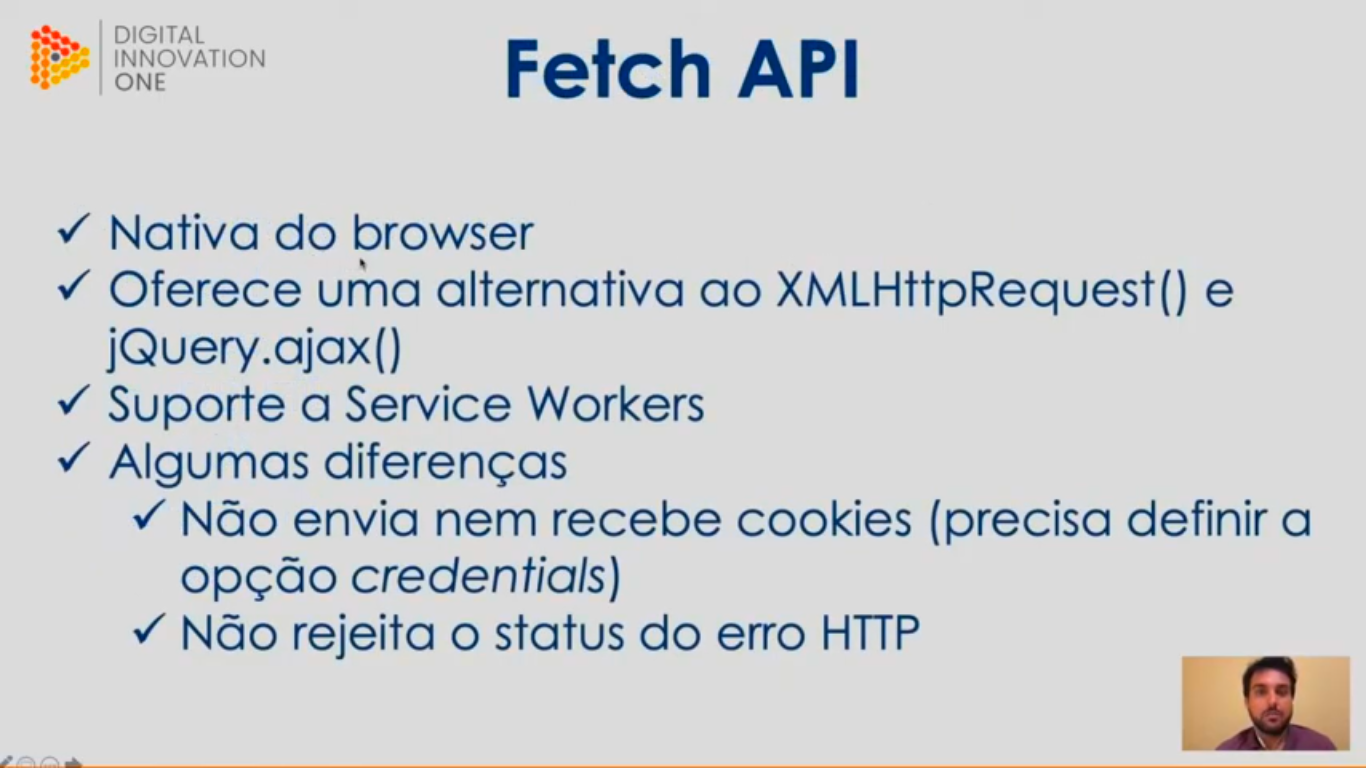 DIGITAL
INNOVATION
ONE
Fetch API
✓ Nativa do browser
✓ Oferece uma alternativa ao XMLHttpRequest() e
jQuery.ajax()
✓ Suporte a Service Workers
✓ Algumas diferenças
✓ Não envia nem recebe cookies (precisa definir a
opção credentials)
✓ Não rejeita o status do erro HTTP